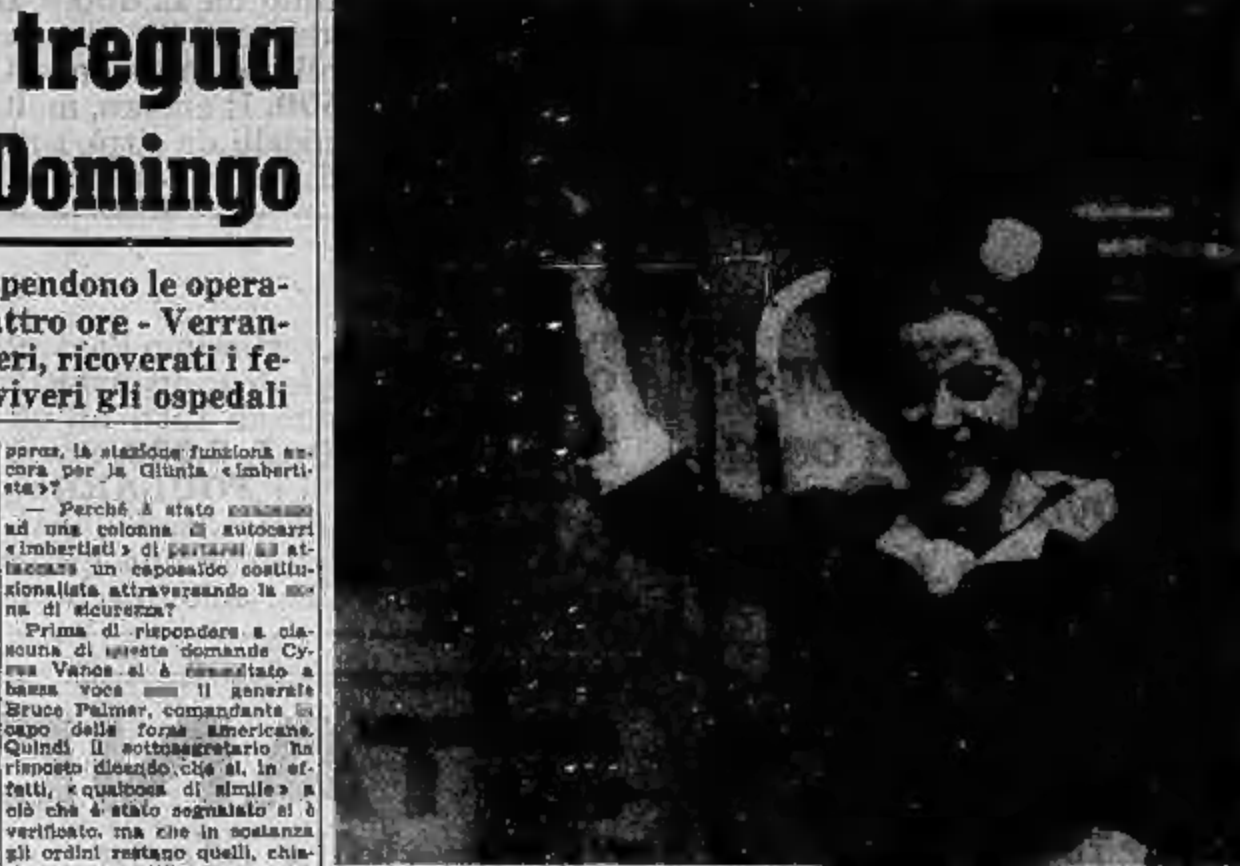 tregua
Domingo
pendono le opera-
ttro ore - Verran-
eri, ricoverati i fe-
viveri gli ospedali
la stazione funziona an-
cora per la Giunta «imberti-
sta»?
— Perchè è stato
ad una colonna di autocarri
«imbertisti» di at-
taccare un caposaldo costitu-
zionalista attraversando la zo-
na di sicurezza?
Prima di rispondere a cia-
scuna di queste domande Cy-
rus Vance si è consultato a
bassa voce il generale
Bruce Palmer, comandante in
capo delle forze americane.
Quindi il sottosegretario ha
risposto dicendo che sì, in ef-
fetti, «qualcosa di simile» a
ciò che è stato segnalato si è
verificato, ma che in sostanza
gli ordini restano quelli, chia-